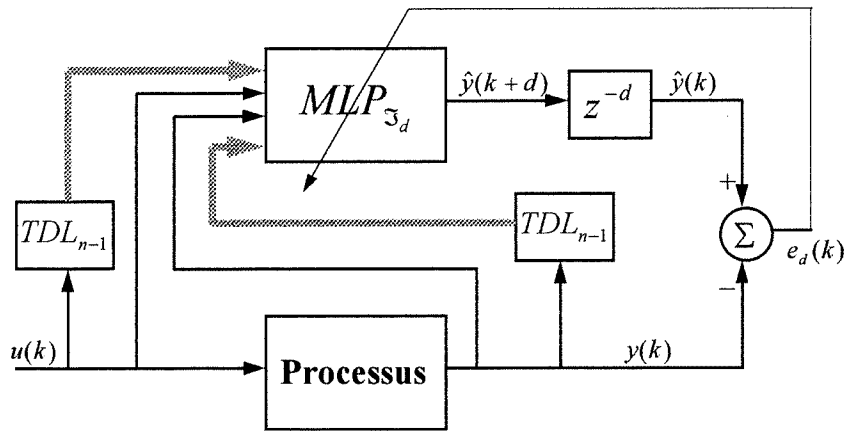 MLP_{ℑ_d}
ŷ(k+d)
z^{-d}
ŷ(k)
+
TDL_{n-1}
TDL_{n-1}
Σ
e_d(k)
−
u(k)
Processus
y(k)